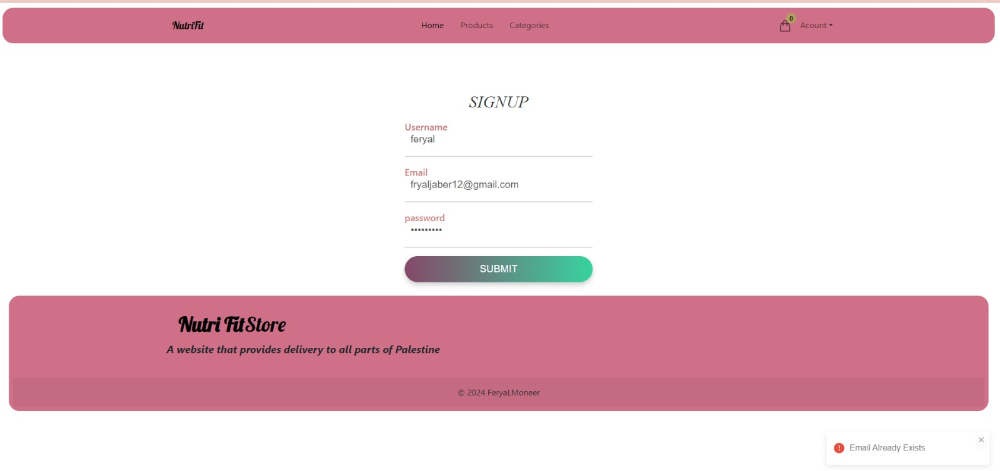 NutriFit
Home Products Categories
0 Acount
SIGNUP
Username
feryal
Email
fryaljaber12@gmail.com
password
•••••••••
SUBMIT
Nutri FitStore
A website that provides delivery to all parts of Palestine
© 2024 FeryaLMoneer
Email Already Exists